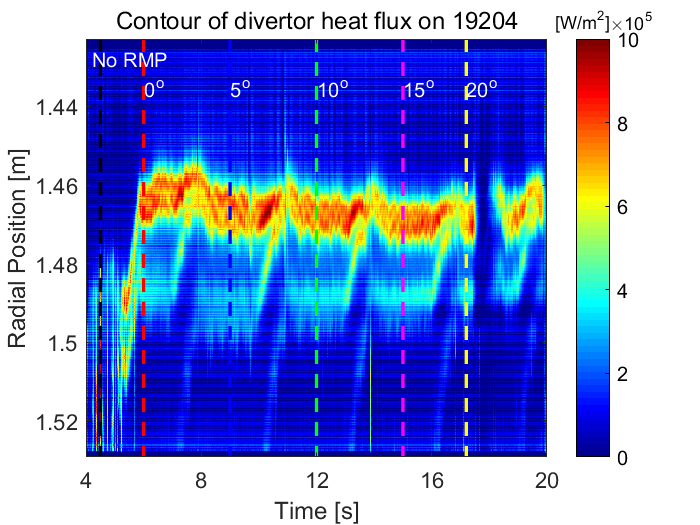 Contour of divertor heat flux on 19204
[W/m²]×10⁵
No RMP
0° 5° 10° 15° 20°
1.44
1.46
1.48
1.5
1.52
Radial Position [m]
4 8 12 16 20
Time [s]
10
8
6
4
2
0